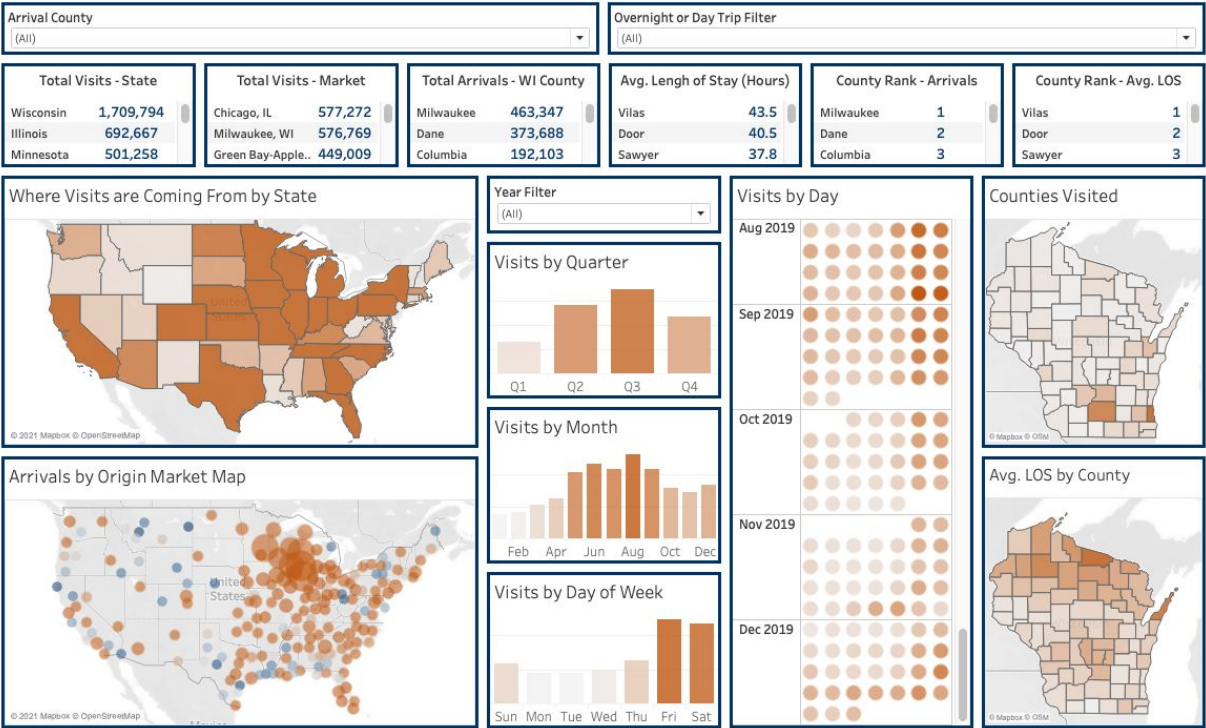 Arrival County
(All)
Overnight or Day Trip Filter
(All)
Total Visits - State
Wisconsin 1,709,794
Illinois 692,667
Minnesota 501,258
Total Visits - Market
Chicago, IL 577,272
Milwaukee, WI 576,769
Green Bay-Apple.. 449,009
Total Arrivals - WI County
Milwaukee 463,347
Dane 373,688
Columbia 192,103
Avg. Lengh of Stay (Hours)
Vilas 43.5
Door 40.5
Sawyer 37.8
County Rank - Arrivals
Milwaukee 1
Dane 2
Columbia 3
County Rank - Avg. LOS
Vilas 1
Door 2
Sawyer 3
Where Visits are Coming From by State
United
© 2021 Mapbox © OpenStreetMap
Arrivals by Origin Market Map
United
States
© 2021 Mapbox © OpenStreetMap
Year Filter
(All)
Visits by Quarter
Q1 Q2 Q3 Q4
Visits by Month
Feb Apr Jun Aug Oct Dec
Visits by Day of Week
Sun Mon Tue Wed Thu Fri Sat
Visits by Day
Aug 2019
Sep 2019
Oct 2019
Nov 2019
Dec 2019
Counties Visited
© Mapbox © OSM
Avg. LOS by County
© Mapbox © OSM